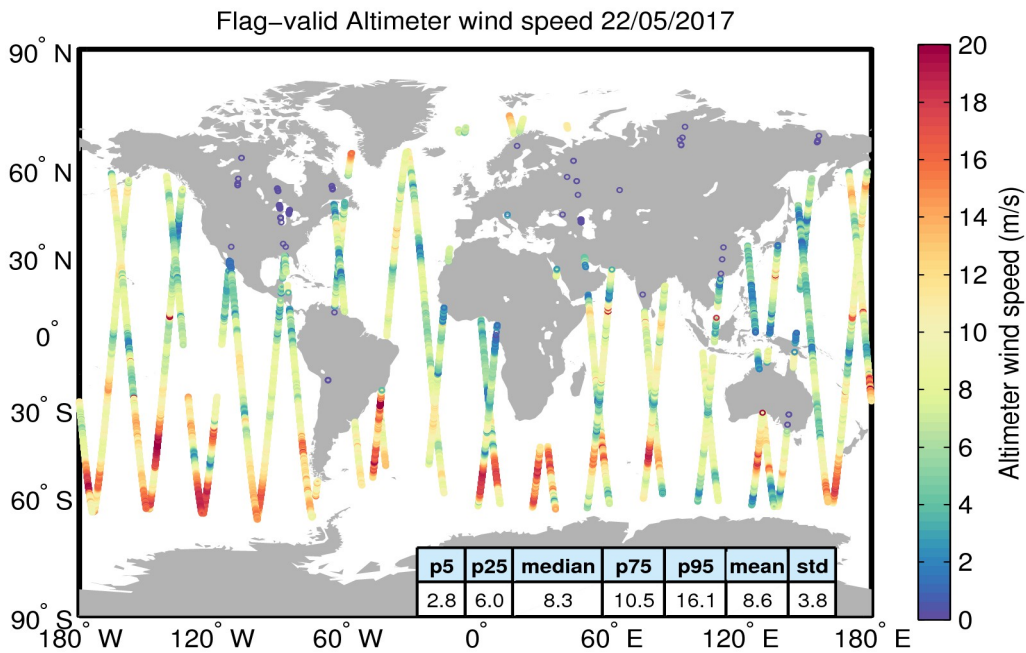 Flag−valid Altimeter wind speed 22/05/2017
90° N
60° N
30° N
0°
30° S
60° S
90° S
180° W
120° W
60° W
0°
60° E
120° E
180° E
p5 p25 median p75 p95 mean std
2.8 6.0 8.3 10.5 16.1 8.6 3.8
20
18
16
14
12
10
8
6
4
2
0
Altimeter wind speed (m/s)